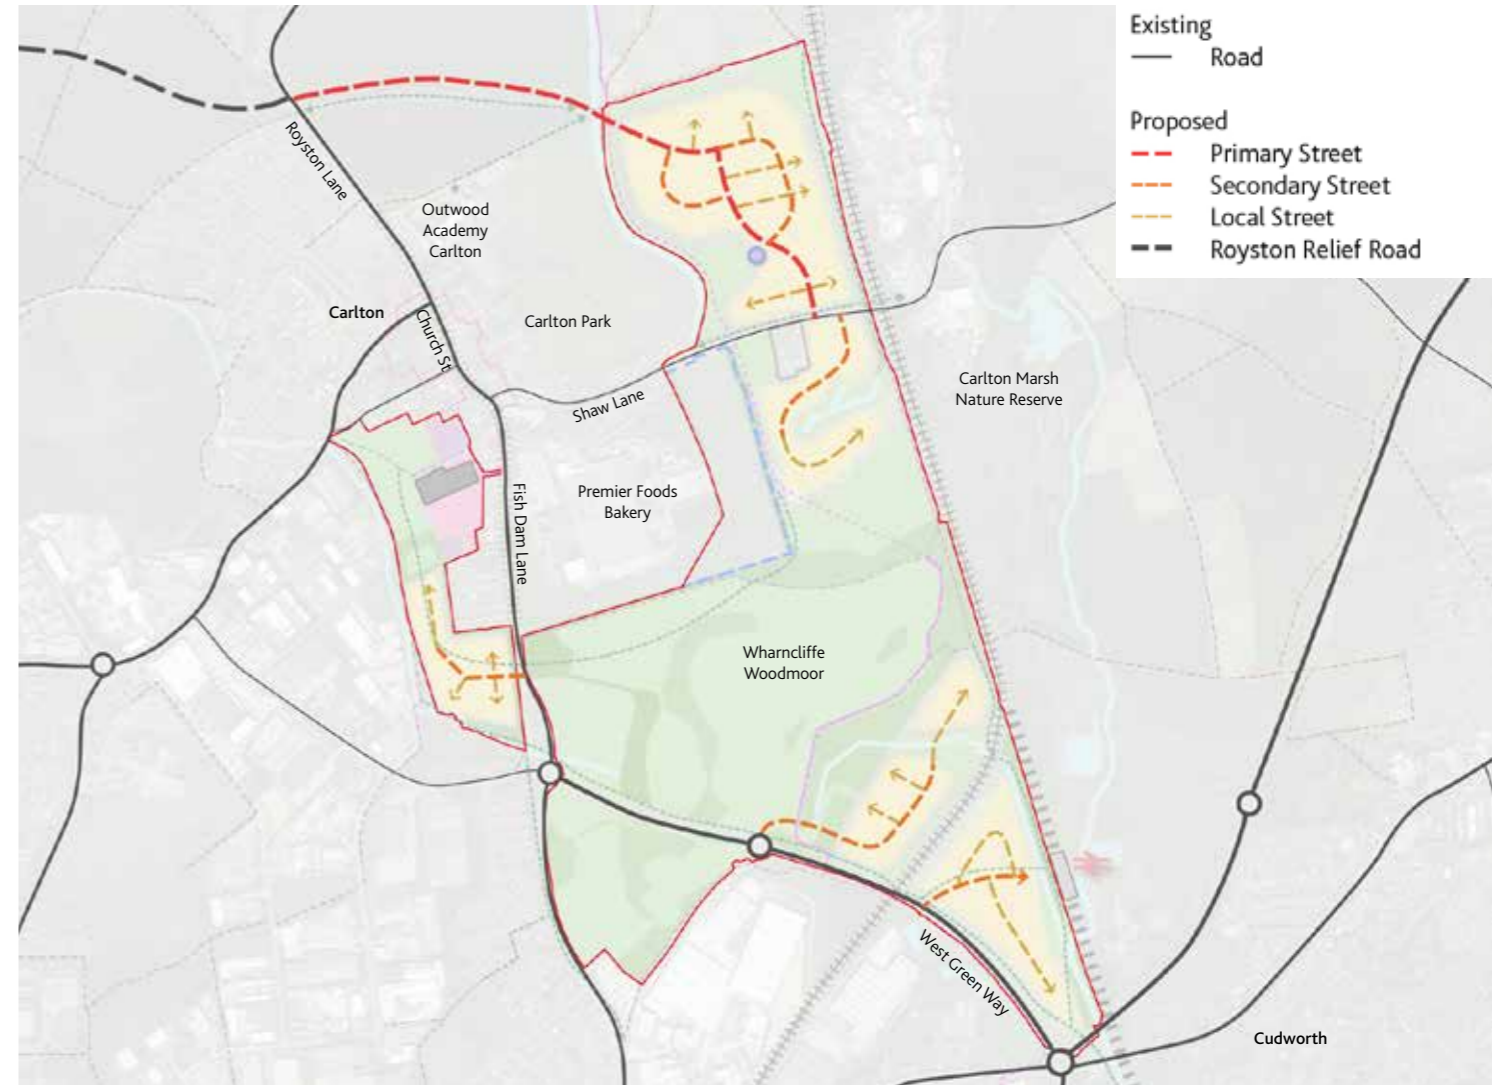 Existing
Road
Proposed
Primary Street
Secondary Street
Local Street
Royston Relief Road
Royston Lane
Outwood
Academy
Carlton
Carlton
Church St
Carlton Park
Shaw Lane
Carlton Marsh
Nature Reserve
Premier Foods
Bakery
Fish Dam Lane
Wharncliffe
Woodmoor
West Green Way
Cudworth